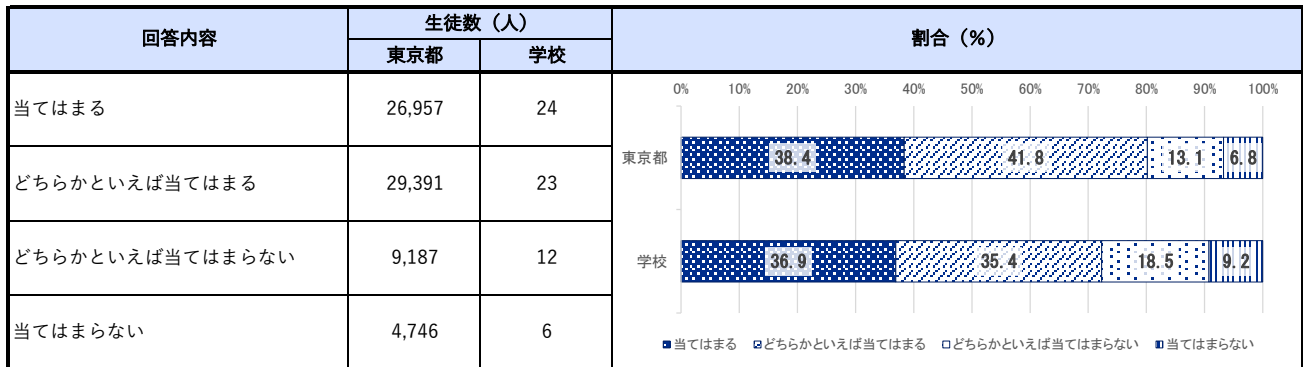 回答内容 生徒数（人） 割合（%）
東京都 学校
当てはまる 26,957 24
どちらかといえば当てはまる 29,391 23
どちらかといえば当てはまらない 9,187 12
当てはまらない 4,746 6
0% 10% 20% 30% 40% 50% 60% 70% 80% 90% 100%
東京都 38.4 41.8 13.1 6.8
学校 36.9 35.4 18.5 9.2
当てはまる どちらかといえば当てはまる どちらかといえば当てはまらない 当てはまらない